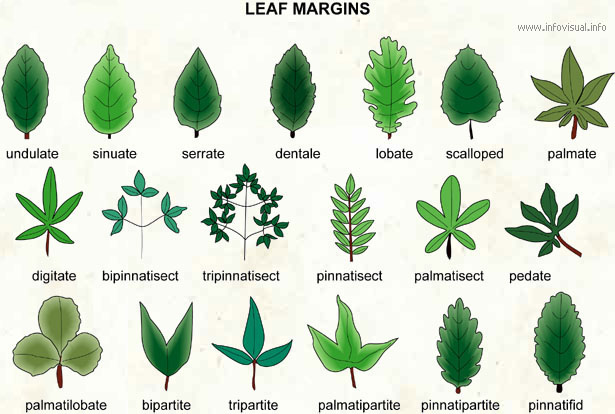 LEAF MARGINS
www.infovisual.info
undulate sinuate serrate dentale lobate scalloped palmate
digitate bipinnatisect tripinnatisect pinnatisect palmatisect pedate
palmatilobate bipartite tripartite palmatipartite pinnatipartite pinnatifid